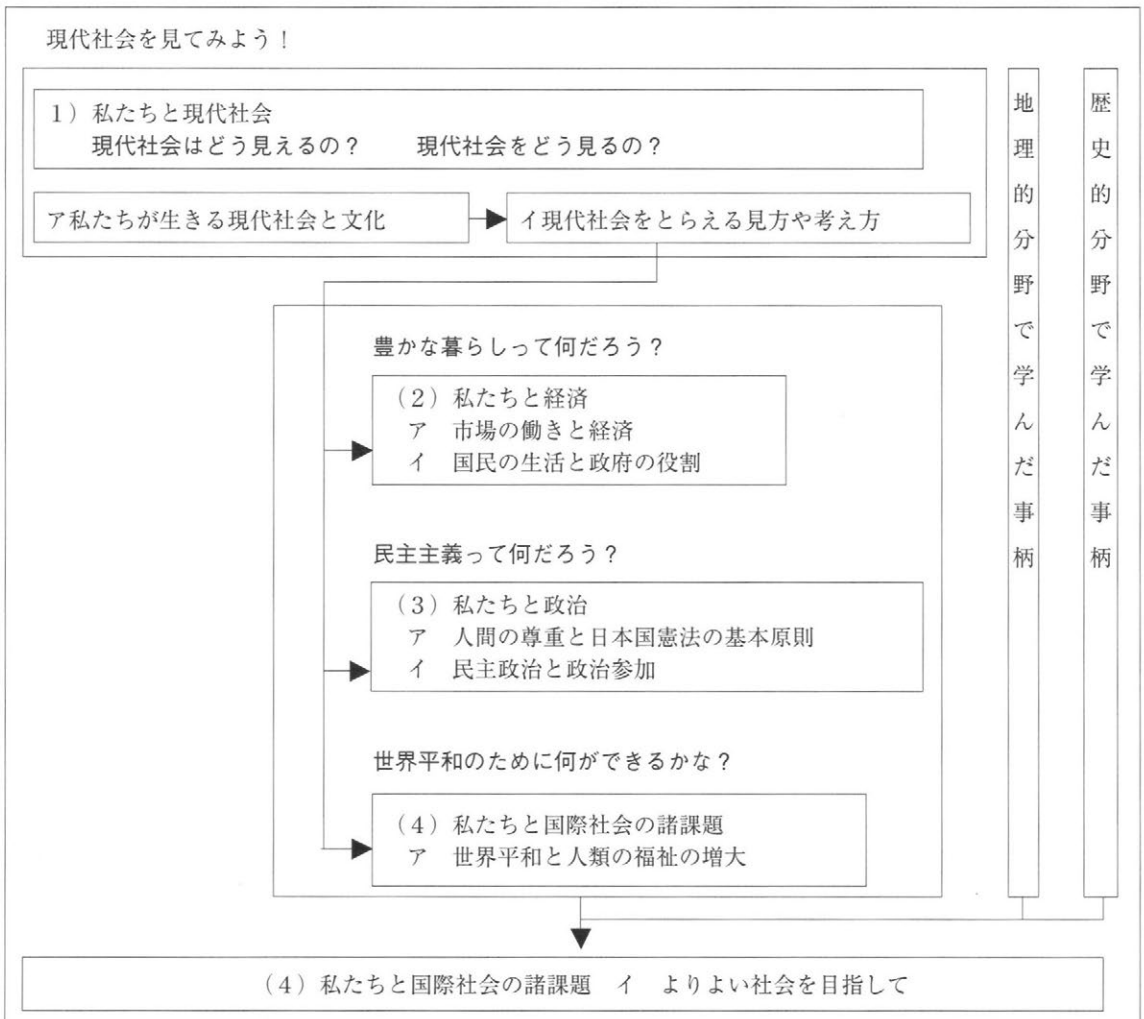 現代社会を見てみよう!
1）私たちと現代社会
現代社会はどう見えるの？　　現代社会をどう見るの？
ア私たちが生きる現代社会と文化
イ現代社会をとらえる見方や考え方
豊かな暮らしって何だろう？
（2）私たちと経済
ア　市場の働きと経済
イ　国民の生活と政府の役割
民主主義って何だろう？
（3）私たちと政治
ア　人間の尊重と日本国憲法の基本原則
イ　民主政治と政治参加
世界平和のために何ができるかな？
（4）私たちと国際社会の諸課題
ア　世界平和と人類の福祉の増大
地理的分野で学んだ事柄
歴史的分野で学んだ事柄
（4）私たちと国際社会の諸課題　イ　よりよい社会を目指して